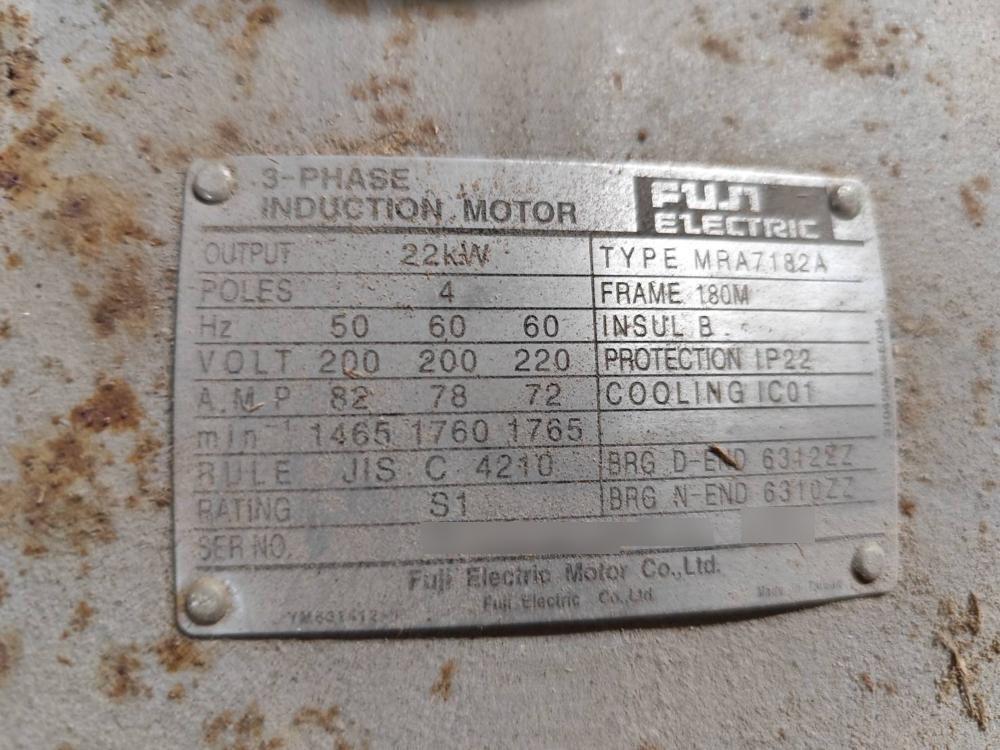 3-PHASE
INDUCTION MOTOR
FUJI
ELECTRIC
OUTPUT 22kW
TYPE MRA7182A
POLES 4
FRAME 180M
Hz 50 60 60
INSUL B
VOLT 200 200 220
PROTECTION IP22
A.M.P 82 78 72
COOLING IC01
min⁻¹ 1465 1760 1765
RULE JIS C 4210
BRG D-END 6312ZZ
RATING S1
BRG N-END 6310ZZ
SER NO.
Fuji Electric Motor Co.,Ltd.
Fuji Electric Co.,Ltd.
Made in